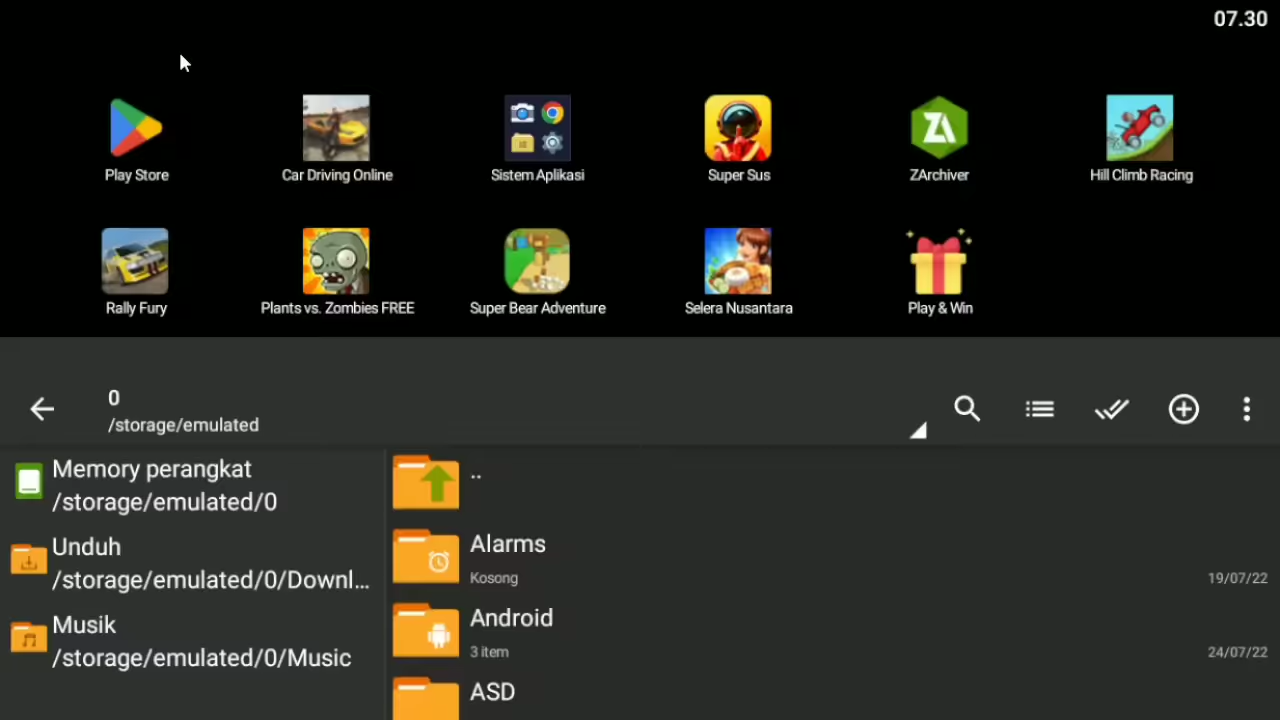 07.30
Play Store
Car Driving Online
Sistem Aplikasi
Super Sus
ZArchiver
Hill Climb Racing
Rally Fury
Plants vs. Zombies FREE
Super Bear Adventure
Selera Nusantara
Play & Win
0
/storage/emulated
Memory perangkat
/storage/emulated/0
Unduh
/storage/emulated/0/Downl...
Musik
/storage/emulated/0/Music
..
Alarms
Kosong
19/07/22
Android
3 item
24/07/22
ASD